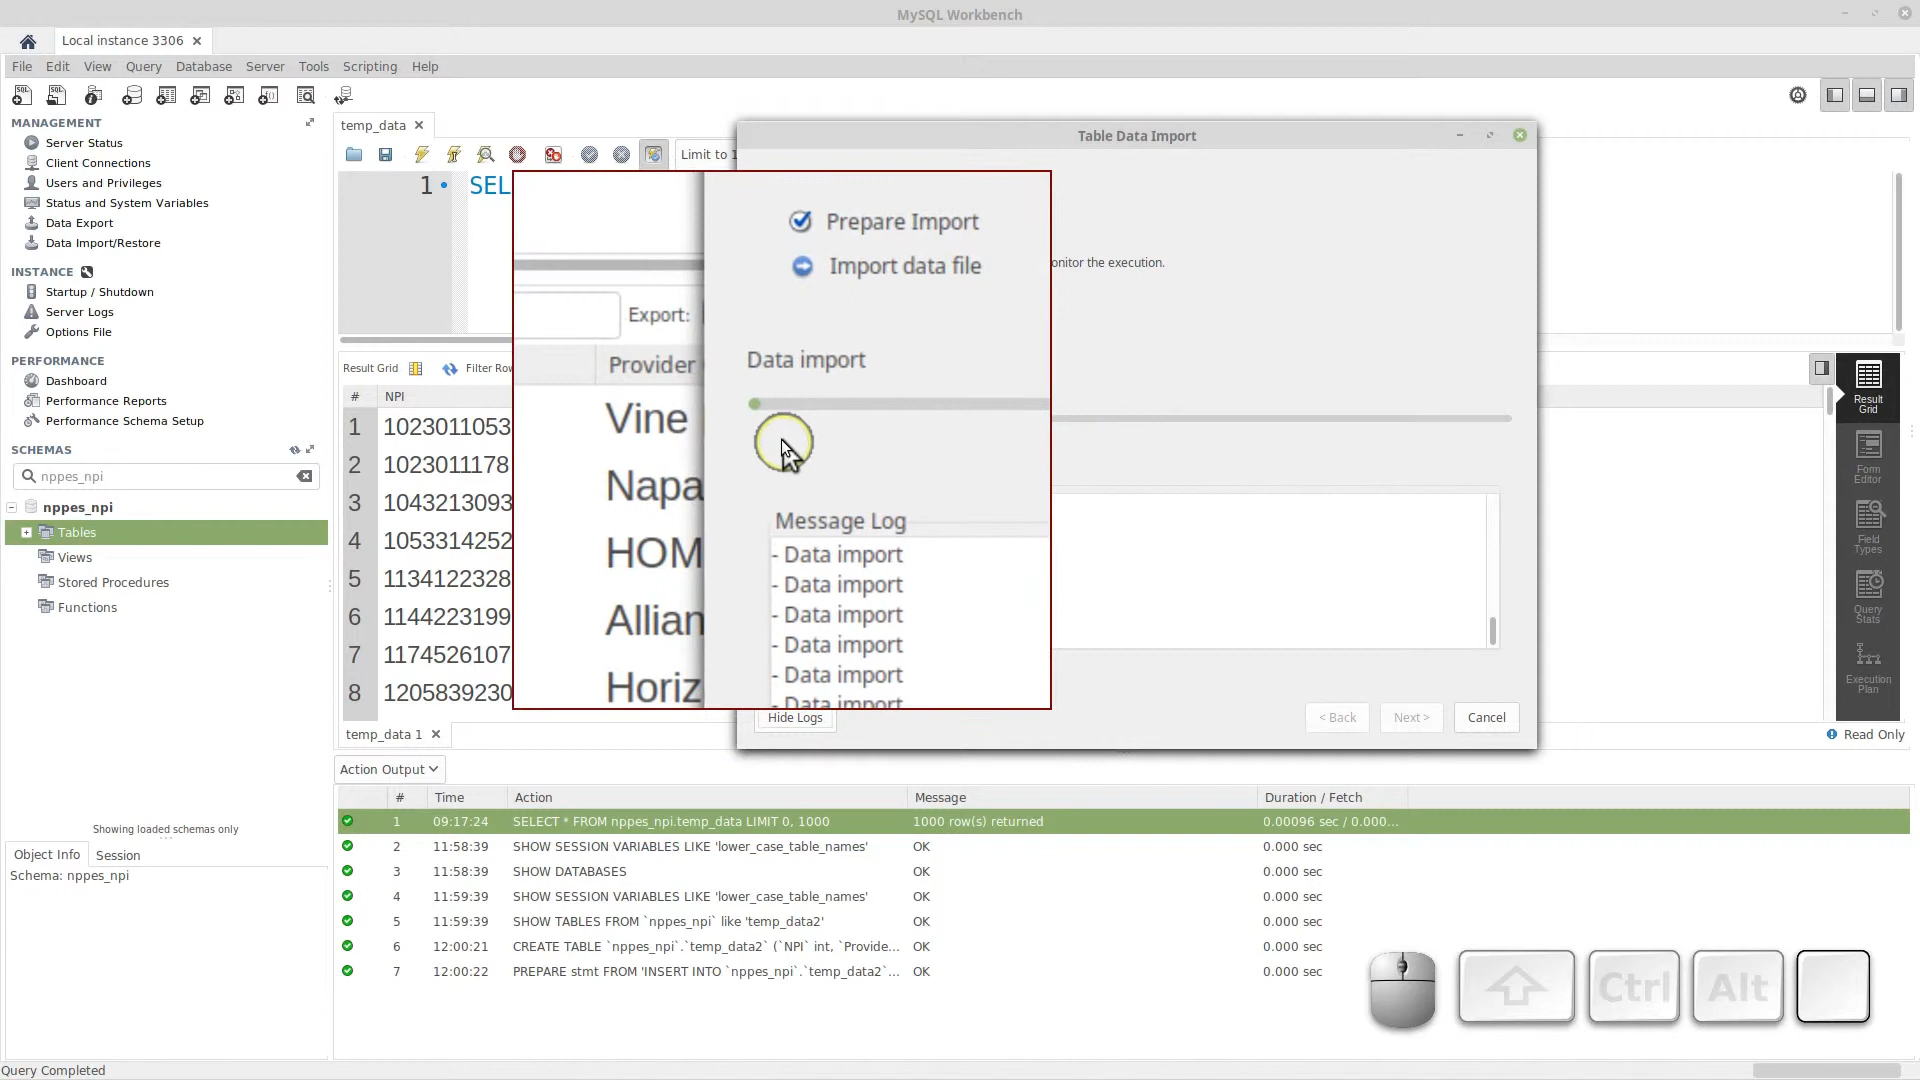 MySQL Workbench
Local instance 3306
File Edit View Query Database Server Tools Scripting Help
MANAGEMENT
Server Status
Client Connections
Users and Privileges
Status and System Variables
Data Export
Data Import/Restore
INSTANCE
Startup / Shutdown
Server Logs
Options File
PERFORMANCE
Dashboard
Performance Reports
Performance Schema Setup
SCHEMAS
nppes_npi
nppes_npi
Tables
Views
Stored Procedures
Functions
Showing loaded schemas only
Object Info Session
Schema: nppes_npi
temp_data
Limit to 1
1 SEL
Result Grid Filter Row
# NPI
1 1023011053
2 1023011178
3 1043213093
4 1053314252
5 1134122328
6 1144223199
7 1174526107
8 1205839230
temp_data 1
Export:
Provider
Vine
Napa
HOM
Allian
Horiz
Table Data Import
Prepare Import
Import data file
onitor the execution.
Data import
Message Log
- Data import
- Data import
- Data import
- Data import
- Data import
- Data import
Hide Logs
< Back Next > Cancel
Result Grid
Form Editor
Field Types
Query Stats
Execution Plan
Read Only
Action Output
# Time Action Message Duration / Fetch
1 09:17:24 SELECT * FROM nppes_npi.temp_data LIMIT 0, 1000 1000 row(s) returned 0.00096 sec / 0.000...
2 11:58:39 SHOW SESSION VARIABLES LIKE 'lower_case_table_names' OK 0.000 sec
3 11:58:39 SHOW DATABASES OK 0.000 sec
4 11:59:39 SHOW SESSION VARIABLES LIKE 'lower_case_table_names' OK 0.000 sec
5 11:59:39 SHOW TABLES FROM `nppes_npi` like 'temp_data2' OK 0.000 sec
6 12:00:21 CREATE TABLE `nppes_npi`.`temp_data2` (`NPI` int, `Provide... OK 0.000 sec
7 12:00:22 PREPARE stmt FROM 'INSERT INTO `nppes_npi`.`temp_data2`... OK 0.000 sec
Ctrl Alt
Query Completed